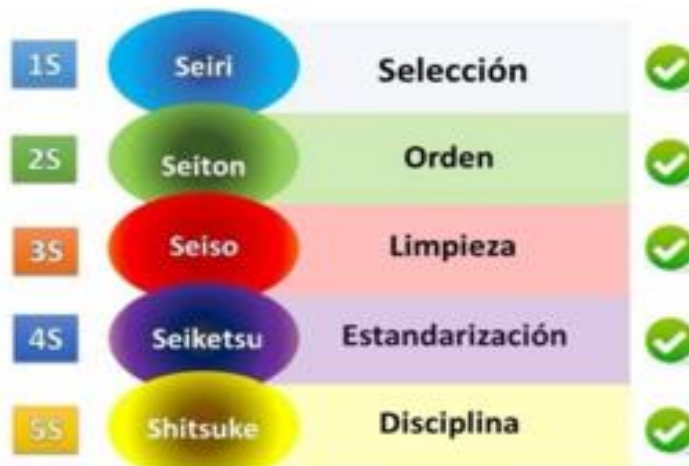 1S Seiri Selección
2S Seiton Orden
3S Seiso Limpieza
4S Seiketsu Estandarización
5S Shitsuke Disciplina